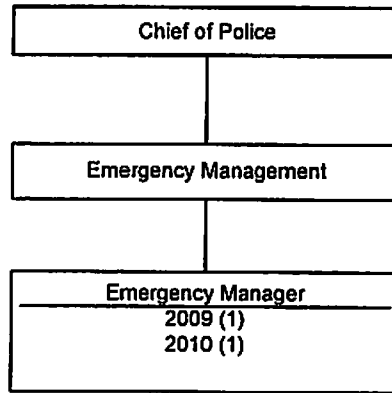 Chief of Police
Emergency Management
Emergency Manager
2009 (1)
2010 (1)